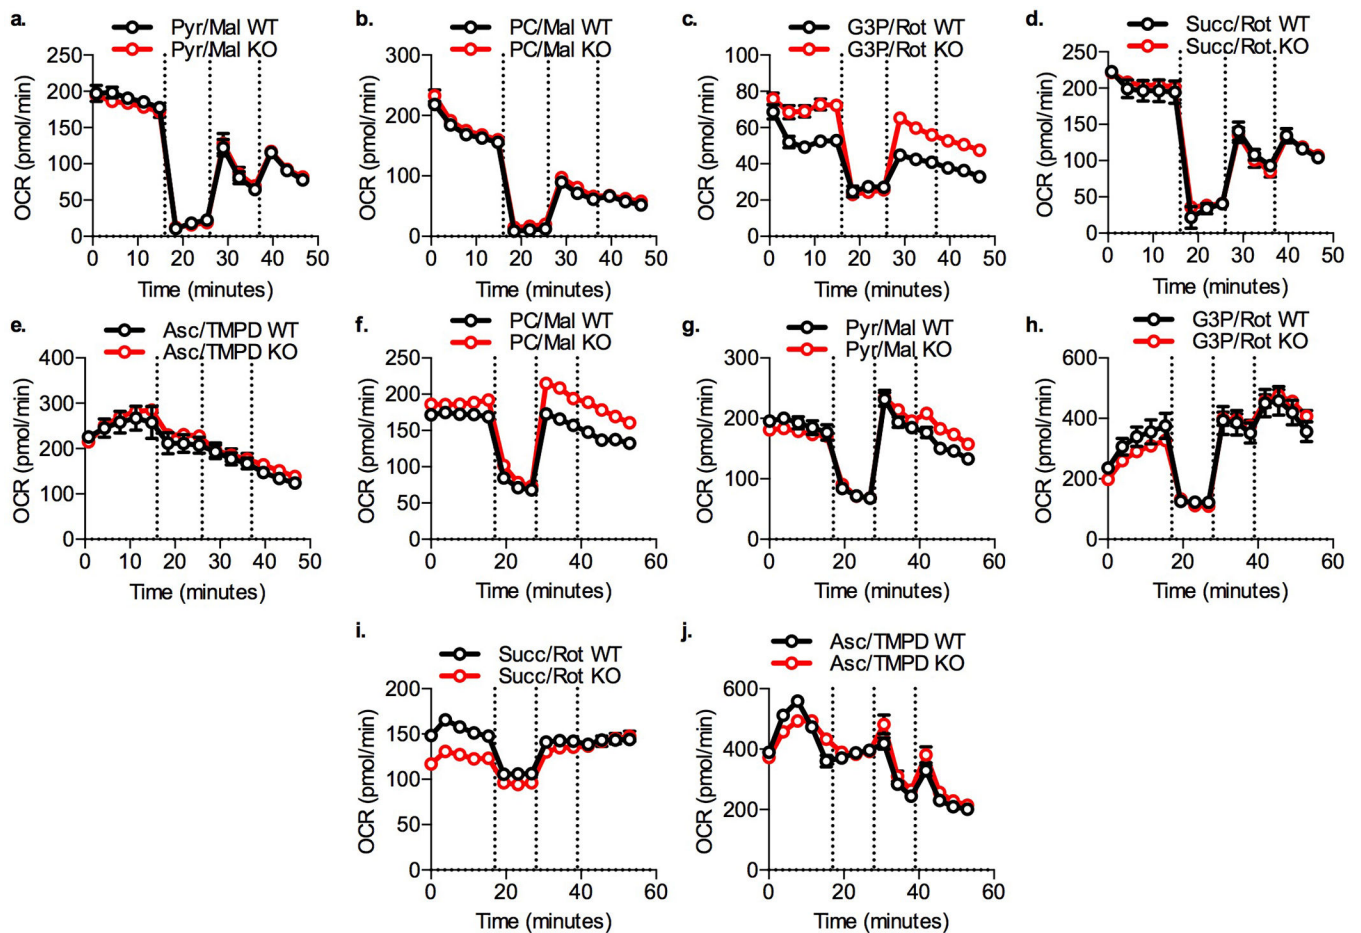 a.
Pyr/Mal WT
Pyr/Mal KO
250
200
150
100
50
0
OCR (pmol/min)
0 10 20 30 40 50
Time (minutes)
b.
PC/Mal WT
PC/Mal KO
300
200
100
0
OCR (pmol/min)
0 10 20 30 40 50
Time (minutes)
c.
G3P/Rot WT
G3P/Rot KO
100
80
60
40
20
0
OCR (pmol/min)
0 10 20 30 40 50
Time (minutes)
d.
Succ/Rot WT
Succ/Rot KO
250
200
150
100
50
0
OCR (pmol/min)
0 10 20 30 40 50
Time (minutes)
e.
Asc/TMPD WT
Asc/TMPD KO
400
300
200
100
0
OCR (pmol/min)
0 10 20 30 40 50
Time (minutes)
f.
PC/Mal WT
PC/Mal KO
250
200
150
100
50
0
OCR (pmol/min)
0 20 40 60
Time (minutes)
g.
Pyr/Mal WT
Pyr/Mal KO
300
200
100
0
OCR (pmol/min)
0 20 40 60
Time (minutes)
h.
G3P/Rot WT
G3P/Rot KO
600
400
200
0
OCR (pmol/min)
0 20 40 60
Time (minutes)
i.
Succ/Rot WT
Succ/Rot KO
200
150
100
50
0
OCR (pmol/min)
0 20 40 60
Time (minutes)
j.
Asc/TMPD WT
Asc/TMPD KO
600
400
200
0
OCR (pmol/min)
0 20 40 60
Time (minutes)